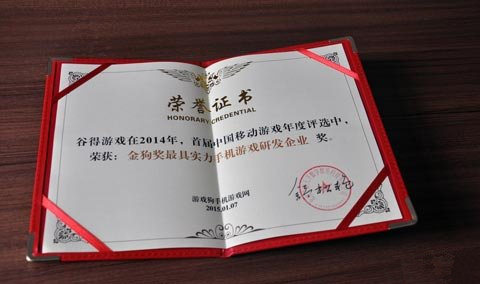 荣誉证书
HONORARY CREDENTIAL
谷得游戏在2014年，首届中国移动游戏年度评选中，
荣获：金狗奖最具实力手机游戏研发企业 奖。
游戏狗手机游戏网
2015.01.07